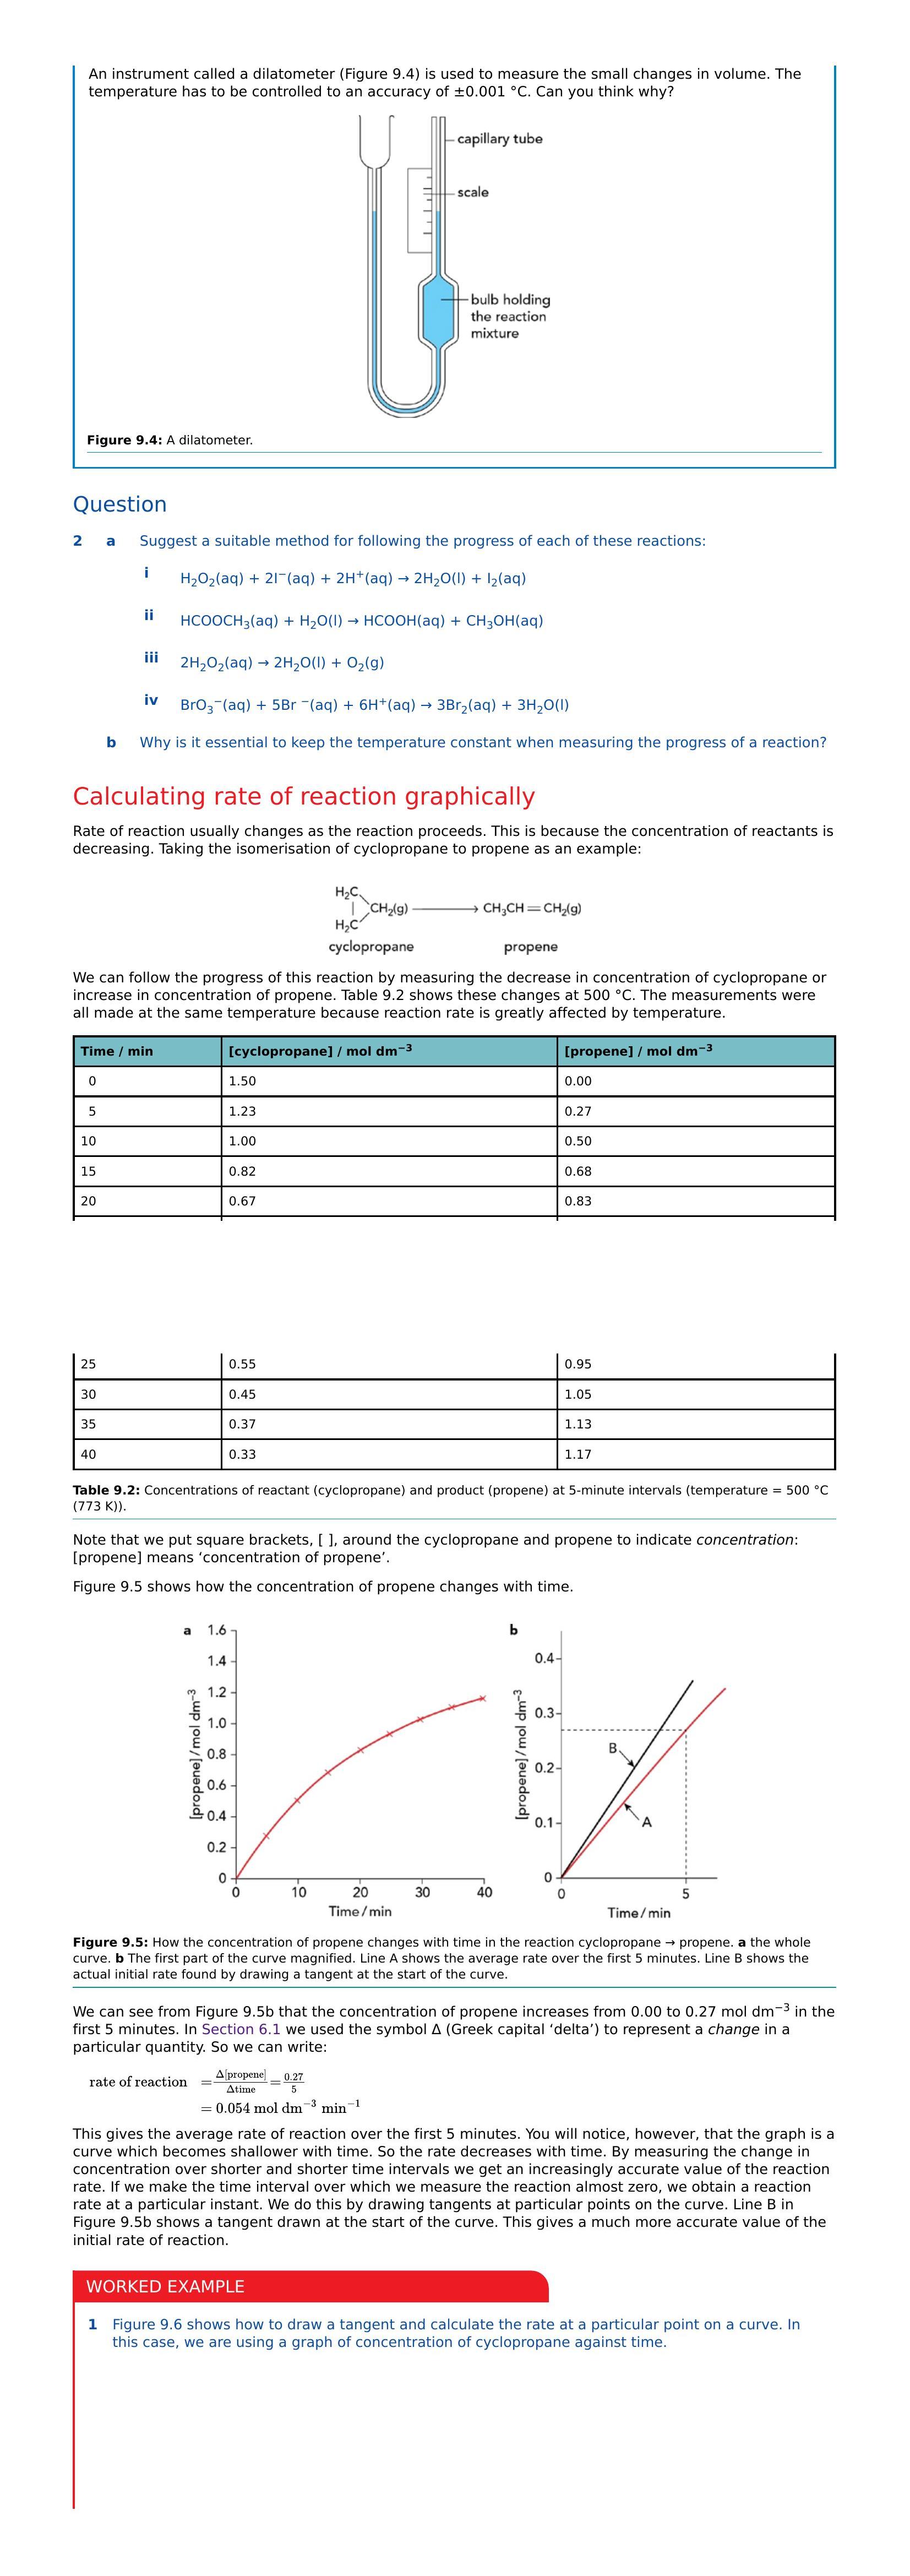 An instrument called a dilatometer (Figure 9.4) is used to measure the small changes in volume. The
temperature has to be controlled to an accuracy of ±0.001 °C. Can you think why?
capillary tube
scale
bulb holding
the reaction
mixture
Figure 9.4: A dilatometer.
Question
2 a Suggest a suitable method for following the progress of each of these reactions:
i H₂O₂(aq) + 2I⁻(aq) + 2H⁺(aq) → 2H₂O(l) + I₂(aq)
ii HCOOCH₃(aq) + H₂O(l) → HCOOH(aq) + CH₃OH(aq)
iii 2H₂O₂(aq) → 2H₂O(l) + O₂(g)
iv BrO₃⁻(aq) + 5Br ⁻(aq) + 6H⁺(aq) → 3Br₂(aq) + 3H₂O(l)
b Why is it essential to keep the temperature constant when measuring the progress of a reaction?
Calculating rate of reaction graphically
Rate of reaction usually changes as the reaction proceeds. This is because the concentration of reactants is
decreasing. Taking the isomerisation of cyclopropane to propene as an example:
H₂C
CH₂(g) → CH₃CH=CH₂(g)
H₂C
cyclopropane propene
We can follow the progress of this reaction by measuring the decrease in concentration of cyclopropane or
increase in concentration of propene. Table 9.2 shows these changes at 500 °C. The measurements were
all made at the same temperature because reaction rate is greatly affected by temperature.
Time / min [cyclopropane] / mol dm⁻³ [propene] / mol dm⁻³
0 1.50 0.00
5 1.23 0.27
10 1.00 0.50
15 0.82 0.68
20 0.67 0.83
25 0.55 0.95
30 0.45 1.05
35 0.37 1.13
40 0.33 1.17
Table 9.2: Concentrations of reactant (cyclopropane) and product (propene) at 5-minute intervals (temperature = 500 °C
(773 K)).
Note that we put square brackets, [ ], around the cyclopropane and propene to indicate concentration:
[propene] means ‘concentration of propene’.
Figure 9.5 shows how the concentration of propene changes with time.
a
[propene]/mol dm⁻³
1.6
1.4
1.2
1.0
0.8
0.6
0.4
0.2
0
0 10 20 30 40
Time/min
b
[propene]/mol dm⁻³
0.4
0.3
0.2
0.1
0
B
A
0 5
Time/min
Figure 9.5: How the concentration of propene changes with time in the reaction cyclopropane → propene. a the whole
curve. b The first part of the curve magnified. Line A shows the average rate over the first 5 minutes. Line B shows the
actual initial rate found by drawing a tangent at the start of the curve.
We can see from Figure 9.5b that the concentration of propene increases from 0.00 to 0.27 mol dm⁻³ in the
first 5 minutes. In Section 6.1 we used the symbol Δ (Greek capital ‘delta’) to represent a change in a
particular quantity. So we can write:
rate of reaction = Δ[propene]/Δtime = 0.27/5
= 0.054 mol dm⁻³ min⁻¹
This gives the average rate of reaction over the first 5 minutes. You will notice, however, that the graph is a
curve which becomes shallower with time. So the rate decreases with time. By measuring the change in
concentration over shorter and shorter time intervals we get an increasingly accurate value of the reaction
rate. If we make the time interval over which we measure the reaction almost zero, we obtain a reaction
rate at a particular instant. We do this by drawing tangents at particular points on the curve. Line B in
Figure 9.5b shows a tangent drawn at the start of the curve. This gives a much more accurate value of the
initial rate of reaction.
WORKED EXAMPLE
1 Figure 9.6 shows how to draw a tangent and calculate the rate at a particular point on a curve. In
this case, we are using a graph of concentration of cyclopropane against time.